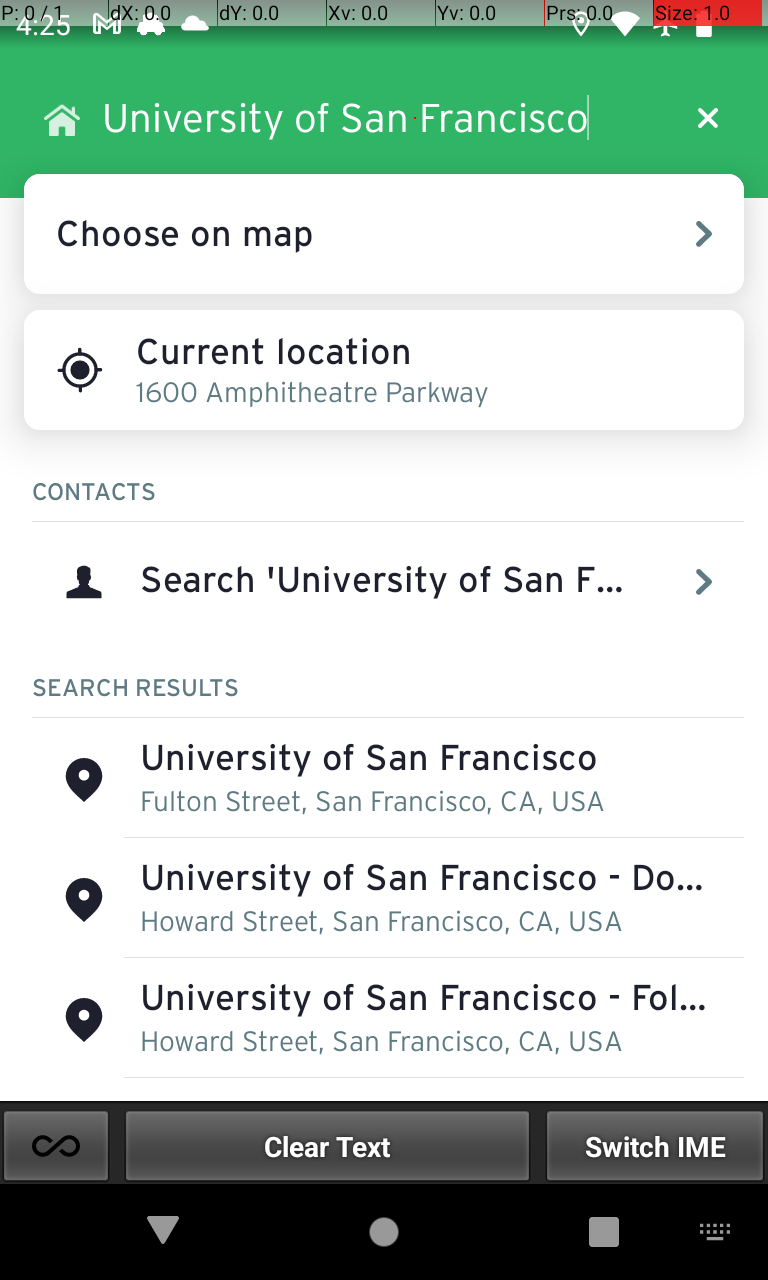 P: 0 / 1 dX: 0.0 dY: 0.0 Xv: 0.0 Yv: 0.0 Prs: 0.0 Size: 1.0
4:25
University of San Francisco
Choose on map
Current location
1600 Amphitheatre Parkway
CONTACTS
Search 'University of San F...
SEARCH RESULTS
University of San Francisco
Fulton Street, San Francisco, CA, USA
University of San Francisco - Do...
Howard Street, San Francisco, CA, USA
University of San Francisco - Fol...
Howard Street, San Francisco, CA, USA
Clear Text Switch IME